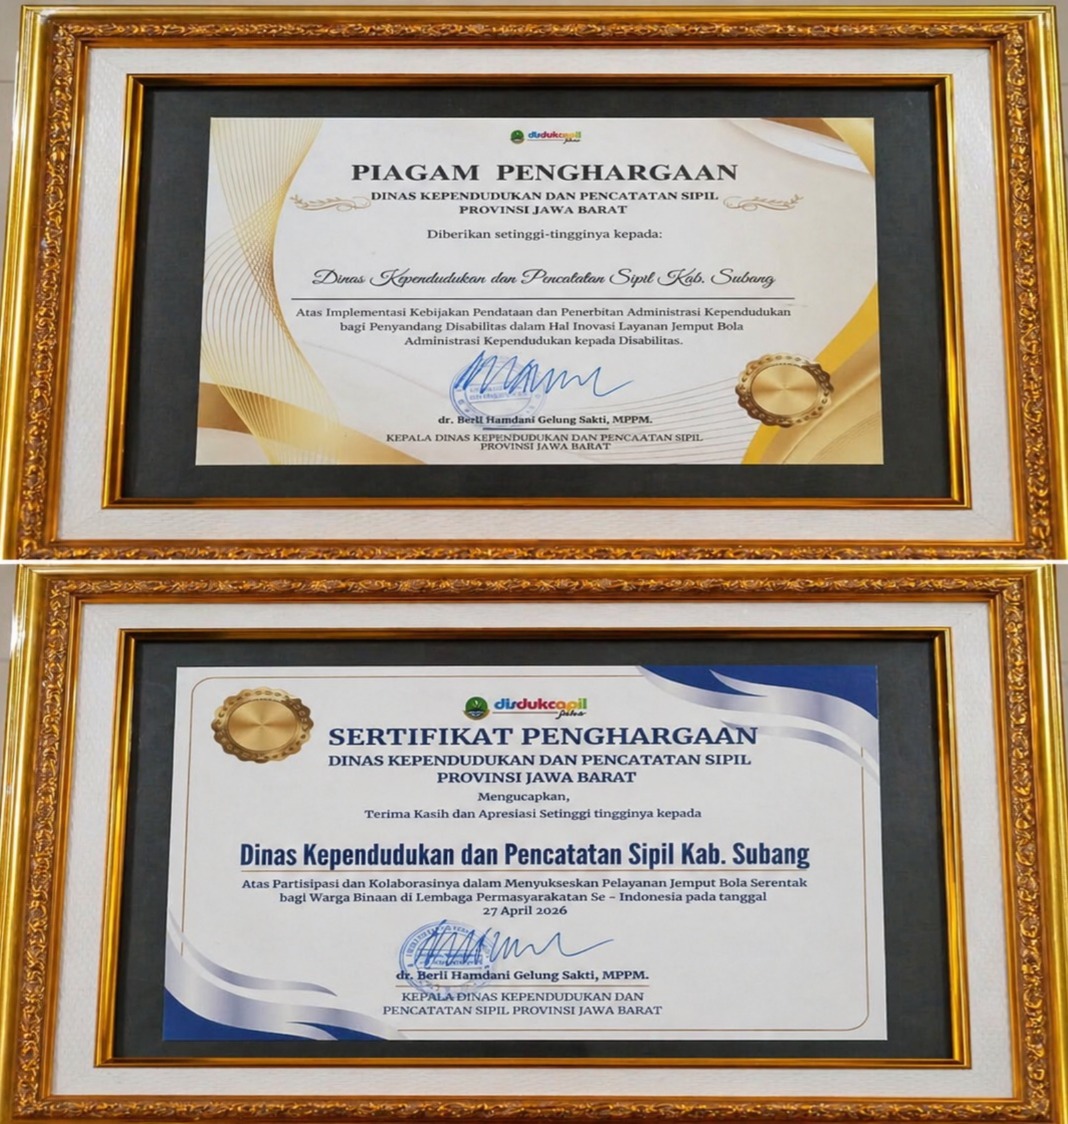 disdukcapil
Jabar
PIAGAM PENGHARGAAN
DINAS KEPENDUDUKAN DAN PENCATATAN SIPIL
PROVINSI JAWA BARAT
Diberikan setinggi-tingginya kepada:
Dinas Kependudukan dan Pencatatan Sipil Kab. Subang
Atas Implementasi Kebijakan Pendataan dan Penerbitan Administrasi Kependudukan
bagi Penyandang Disabilitas dalam Hal Inovasi Layanan Jemput Bola
Administrasi Kependudukan kepada Disabilitas.
dr. Berli Hamdani Gelung Sakti, MPPM.
KEPALA DINAS KEPENDUDUKAN DAN PENCAATAN SIPIL
PROVINSI JAWA BARAT
disdukcapil
Jabar
SERTIFIKAT PENGHARGAAN
DINAS KEPENDUDUKAN DAN PENCATATAN SIPIL
PROVINSI JAWA BARAT
Mengucapkan,
Terima Kasih dan Apresiasi Setinggi tingginya kepada
Dinas Kependudukan dan Pencatatan Sipil Kab. Subang
Atas Partisipasi dan Kolaborasinya dalam Menyukseskan Pelayanan Jemput Bola Serentak
bagi Warga Binaan di Lembaga Permasyarakatan Se – Indonesia pada tanggal
27 April 2026
dr. Berli Hamdani Gelung Sakti, MPPM.
KEPALA DINAS KEPENDUDUKAN DAN
PENCATATAN SIPIL PROVINSI JAWA BARAT